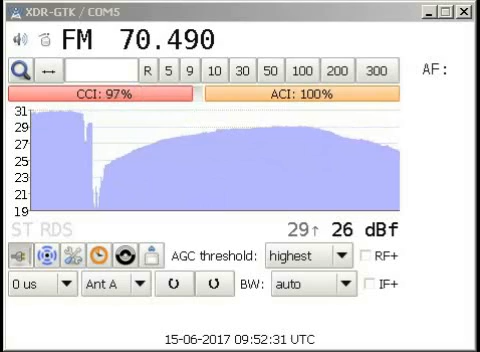 XDR-GTK / COM5
FM 70.490
R 5 9 10 30 50 100 200 300 AF:
CCI: 97% ACI: 100%
31
29
27
25
23
21
19
ST RDS 29↑ 26 dBf
AGC threshold: highest RF+
0 us Ant A BW: auto IF+
15-06-2017 09:52:31 UTC